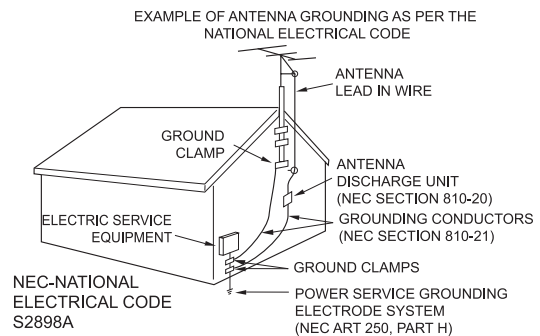 EXAMPLE OF ANTENNA GROUNDING AS PER THE
NATIONAL ELECTRICAL CODE
ANTENNA
LEAD IN WIRE
GROUND
CLAMP
ANTENNA
DISCHARGE UNIT
(NEC SECTION 810-20)
ELECTRIC SERVICE
EQUIPMENT
GROUNDING CONDUCTORS
(NEC SECTION 810-21)
GROUND CLAMPS
NEC-NATIONAL
ELECTRICAL CODE
S2898A
POWER SERVICE GROUNDING
ELECTRODE SYSTEM
(NEC ART 250, PART H)